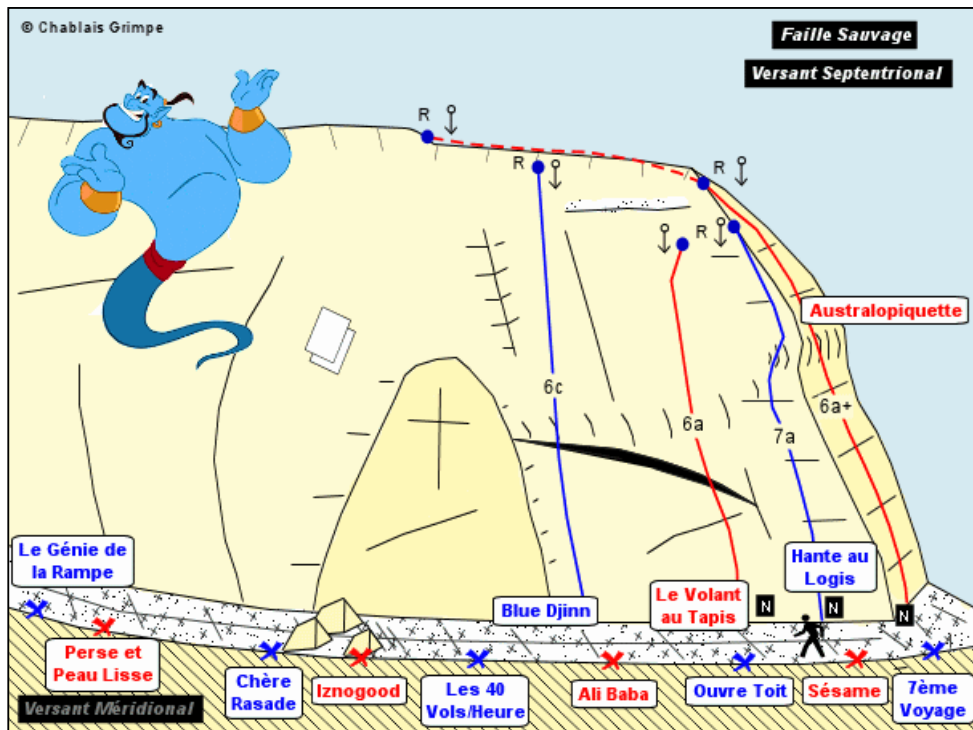 © Chablais Grimpe
Faille Sauvage
Versant Septentrional
R
R
R
R
Australopiquette
6c
6a
7a
6a+
Le Génie de
la Rampe
Hante au
Logis
Blue Djinn
Le Volant
au Tapis
N
N
N
Perse et
Peau Lisse
Chère
Rasade
Iznogood
Les 40
Vols/Heure
Ali Baba
Ouvre Toit
Sésame
7ème
Voyage
Versant Méridional